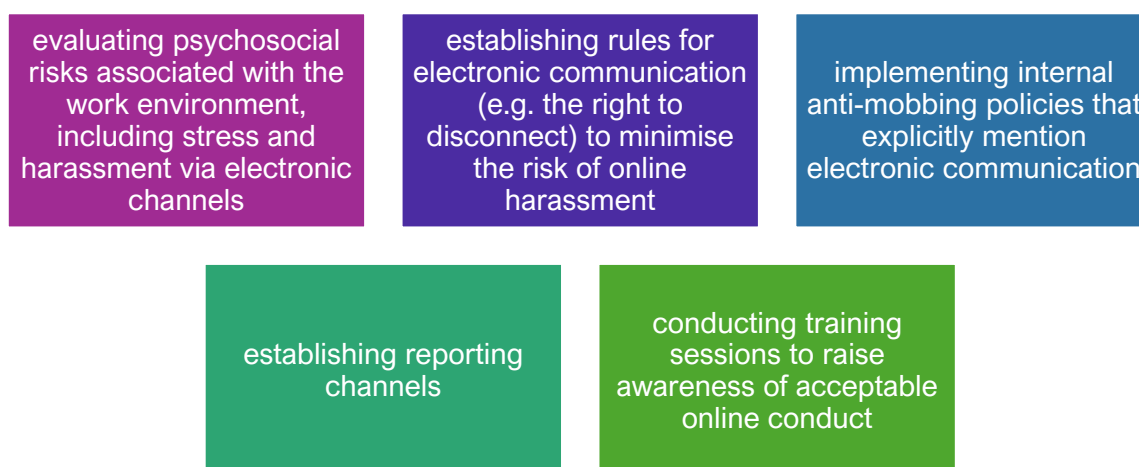 evaluating psychosocial
risks associated with the
work environment,
including stress and
harassment via electronic
channels
establishing rules for
electronic communication
(e.g. the right to
disconnect) to minimise
the risk of online
harassment
implementing internal
anti-mobbing policies that
explicitly mention
electronic communication
establishing reporting
channels
conducting training
sessions to raise
awareness of acceptable
online conduct